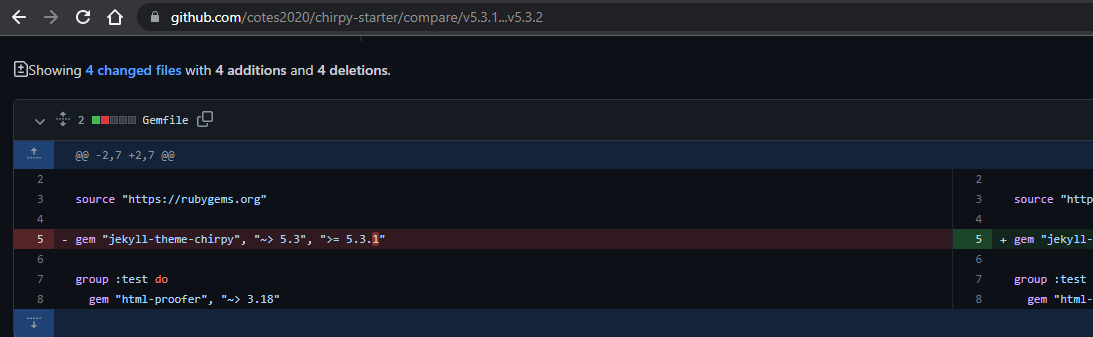 github.com/cotes2020/chirpy-starter/compare/v5.3.1...v5.3.2
Showing 4 changed files with 4 additions and 4 deletions.
2 Gemfile
@@ -2,7 +2,7 @@
2 2
3 source "https://rubygems.org" 3 source "http
4 4
5 - gem "jekyll-theme-chirpy", "~> 5.3", ">= 5.3.1" 5 + gem "jekyll-
6 6
7 group :test do 7 group :test
8 gem "html-proofer", "~> 3.18" 8 gem "html-